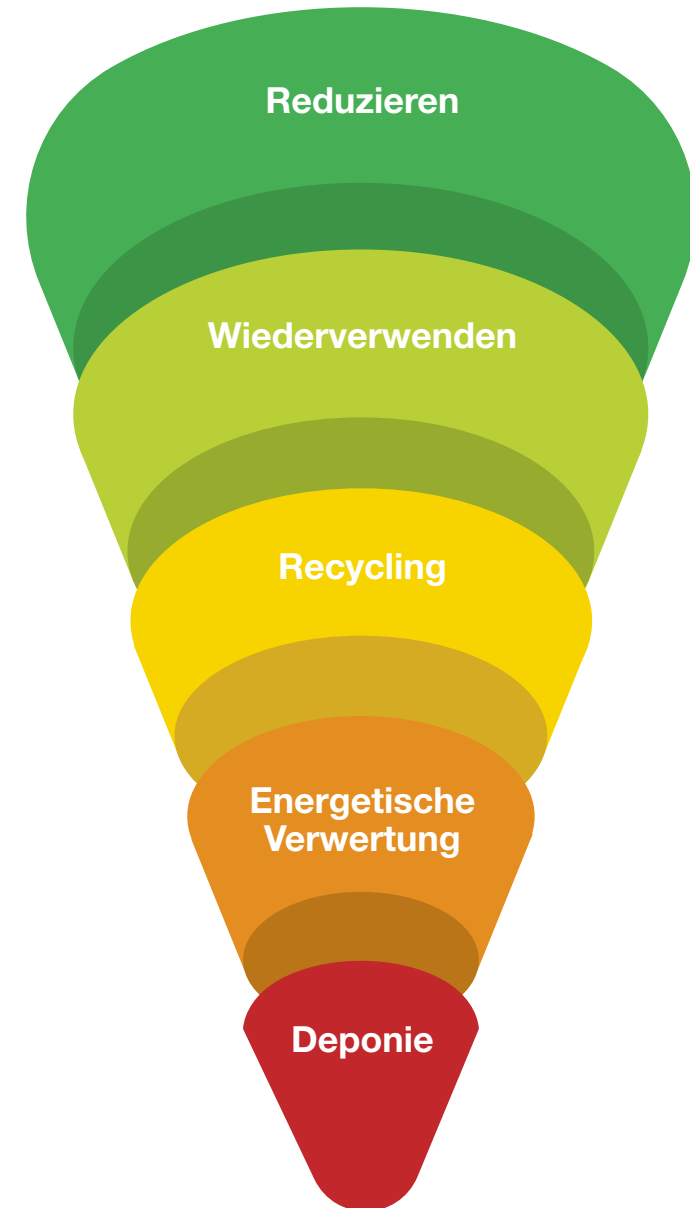 Reduzieren
Wiederverwenden
Recycling
Energetische
Verwertung
Deponie